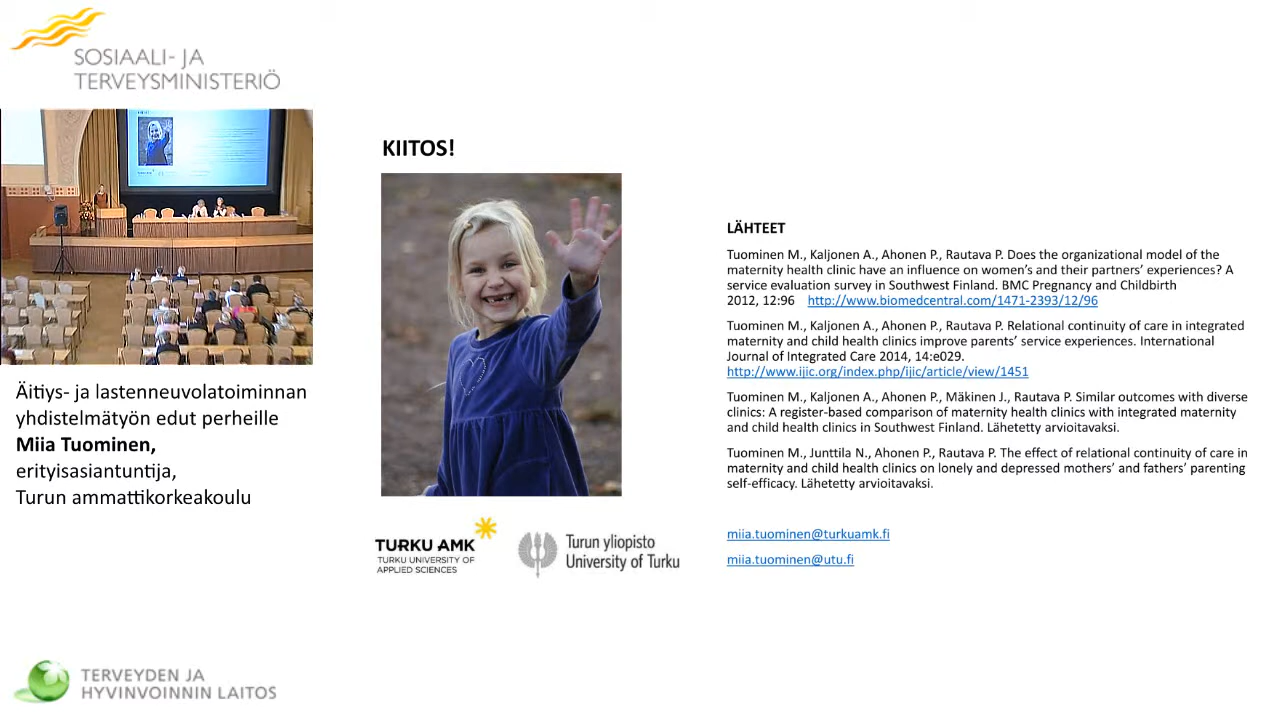 SOSIAALI- JA
TERVEYSMINISTERIÖ
Äitiys- ja lastenneuvolatoiminnan
yhdistelmätyön edut perheille
Miia Tuominen,
erityisasiantuntija,
Turun ammattikorkeakoulu
TERVEYDEN JA
HYVINVOINNIN LAITOS
KIITOS!
TURKU AMK
TURKU UNIVERSITY OF
APPLIED SCIENCES
Turun yliopisto
University of Turku
LÄHTEET
Tuominen M., Kaljonen A., Ahonen P., Rautava P. Does the organizational model of the
maternity health clinic have an influence on women's and their partners' experiences? A
service evaluation survey in Southwest Finland. BMC Pregnancy and Childbirth
2012, 12:96 http://www.biomedcentral.com/1471-2393/12/96
Tuominen M., Kaljonen A., Ahonen P., Rautava P. Relational continuity of care in integrated
maternity and child health clinics improve parents' service experiences. International
Journal of Integrated Care 2014, 14:e029.
http://www.ijic.org/index.php/ijic/article/view/1451
Tuominen M., Kaljonen A., Ahonen P., Mäkinen J., Rautava P. Similar outcomes with diverse
clinics: A register-based comparison of maternity health clinics with integrated maternity
and child health clinics in Southwest Finland. Lähetetty arvioitavaksi.
Tuominen M., Junttila N., Ahonen P., Rautava P. The effect of relational continuity of care in
maternity and child health clinics on lonely and depressed mothers' and fathers' parenting
self-efficacy. Lähetetty arvioitavaksi.
miia.tuominen@turkuamk.fi
miia.tuominen@utu.fi